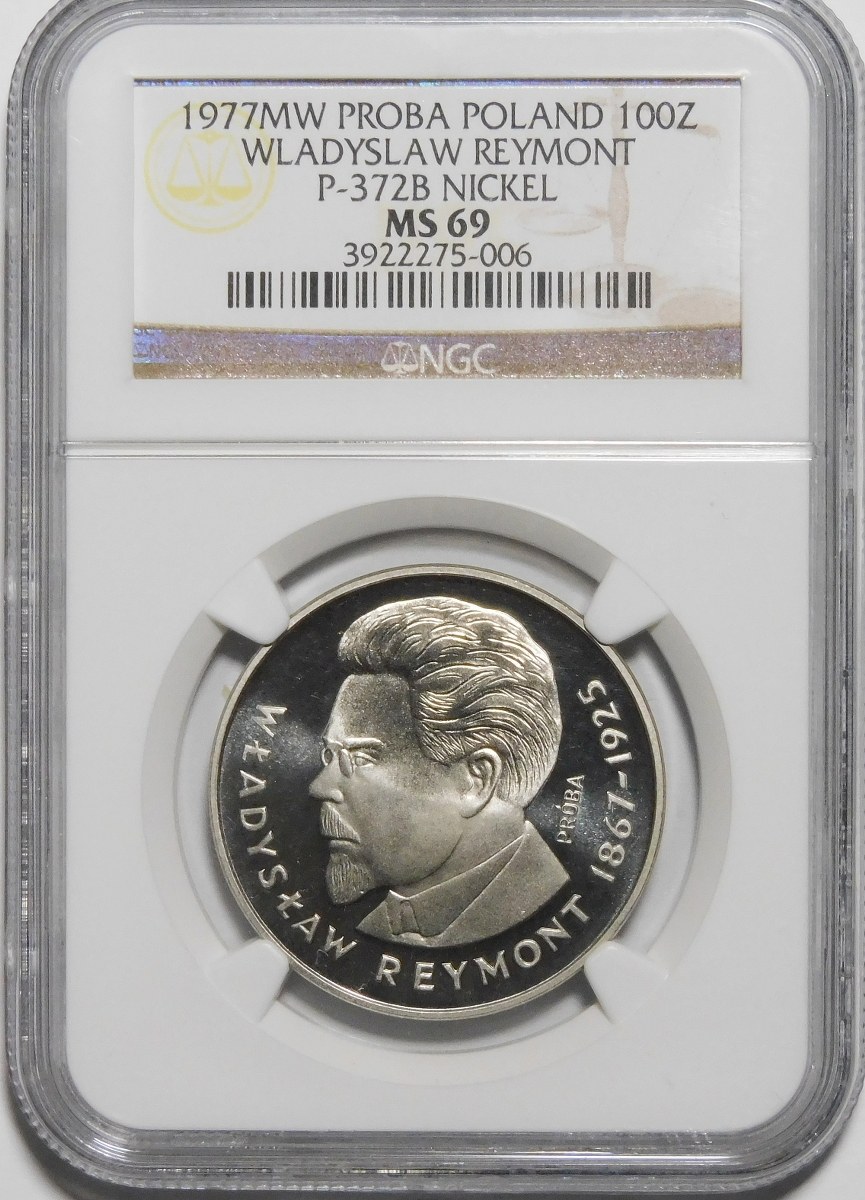 1977MW PROBA POLAND 100Z
WLADYSLAW REYMONT
P-372B NICKEL
MS 69
3922275-006
NGC
WŁADYSŁAW REYMONT 1867-1925
PRÓBA